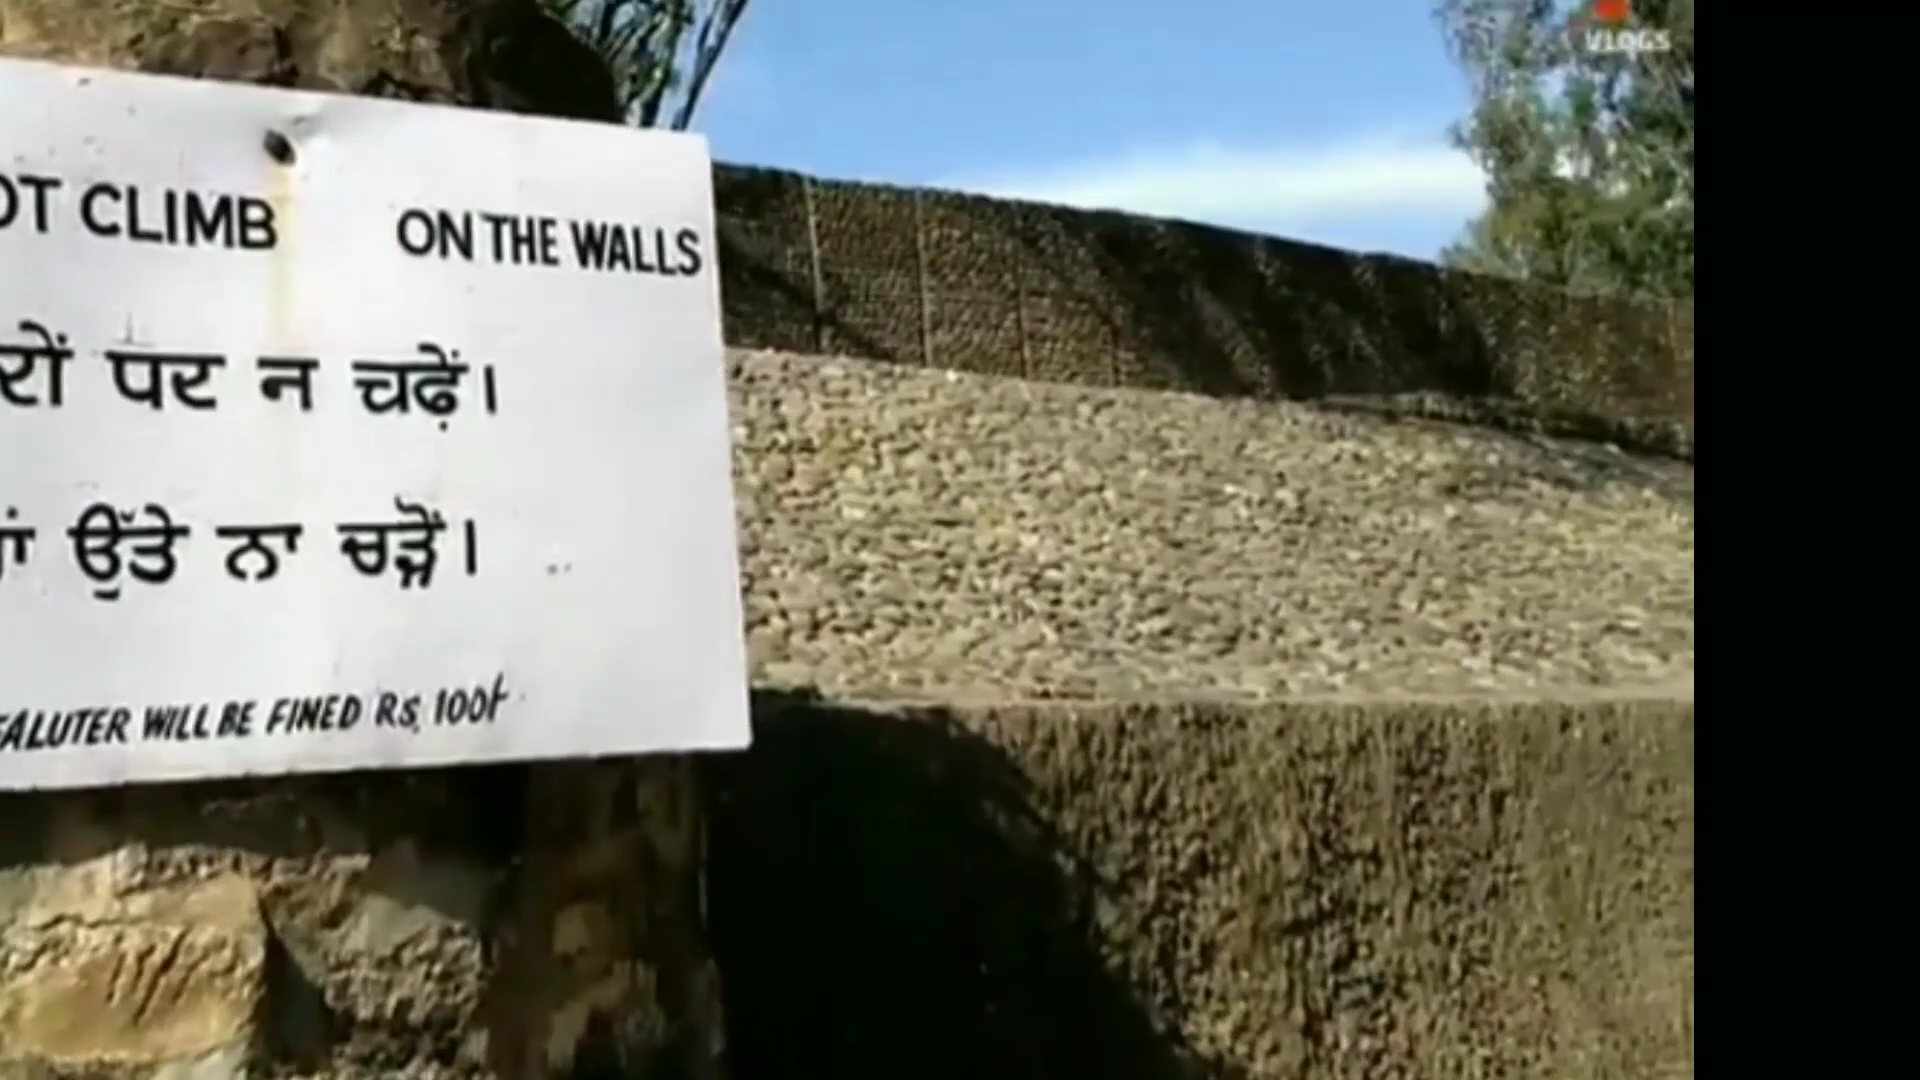 VLOGS
OT CLIMB ON THE WALLS
रों पर न चढ़ें।
ਾਂ ਉੱਤੇ ਨਾ ਚੜੋਂ।
FALUTER WILL BE FINED Rs, 100/-